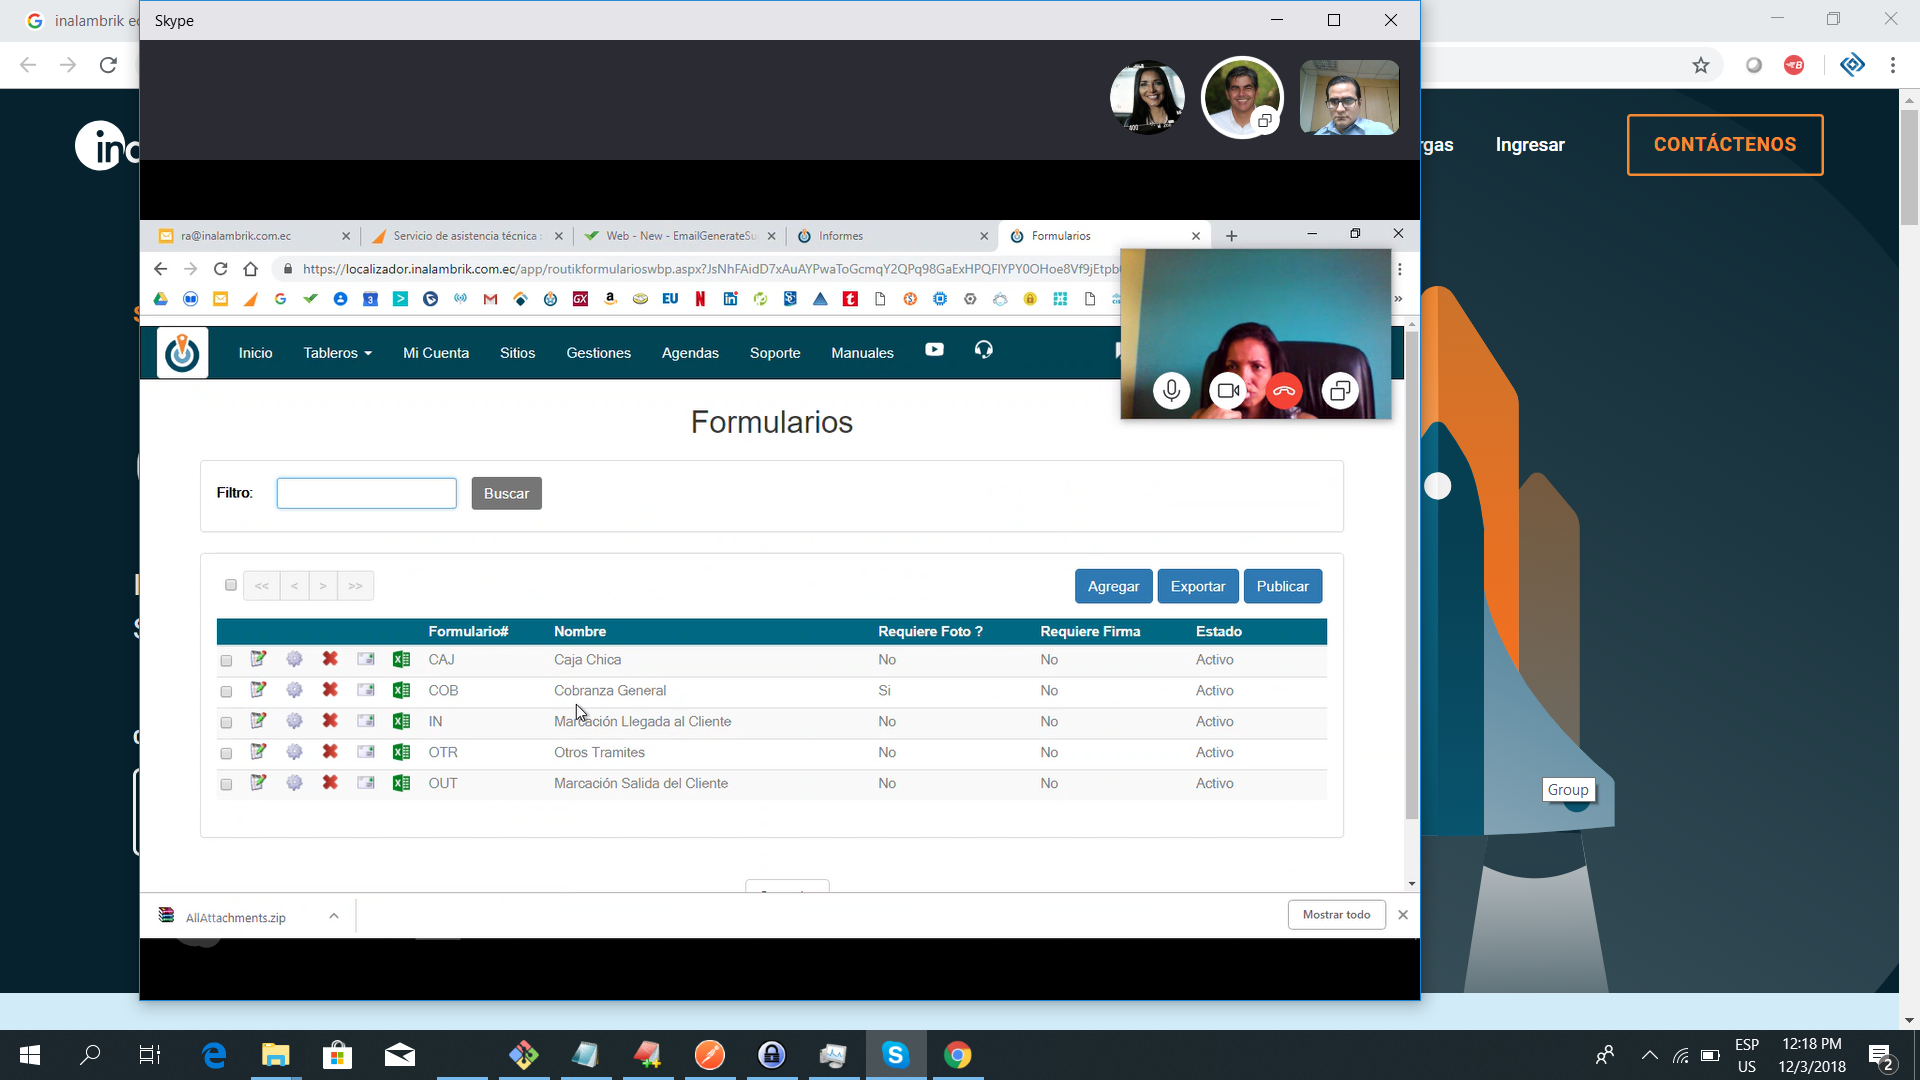 inalambrik ec
Skype
400
in
rgas
Ingresar
CONTÁCTENOS
ra@inalambrik.com.ec
Servicio de asistencia técnica
Web - New - EmailGenerateSu
Informes
Formularios
https://localizador.inalambrik.com.ec/app/routikformularioswbp.aspx?JsNhFAidD7xAuAYPwaToGcmqY2QPq98GaExHPQFIYPY0OHoe8Vf9jEtpb
Inicio
Tableros
Mi Cuenta
Sitios
Gestiones
Agendas
Soporte
Manuales
Formularios
Filtro:
Buscar
<< < > >>
Agregar
Exportar
Publicar
Formulario# Nombre Requiere Foto ? Requiere Firma Estado
CAJ Caja Chica No No Activo
COB Cobranza General Si No Activo
IN Marcación Llegada al Cliente No No Activo
OTR Otros Tramites No No Activo
OUT Marcación Salida del Cliente No No Activo
Group
AllAttachments.zip
Mostrar todo
ESP
US
12:18 PM
12/3/2018
2